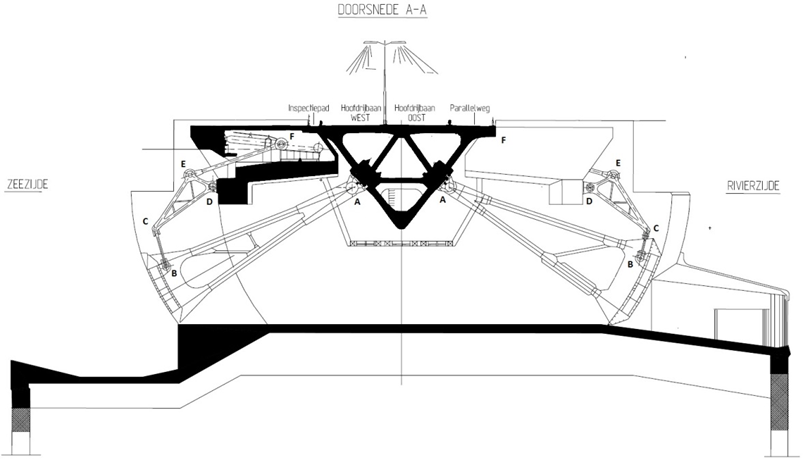 DOORSNEDE A-A
Inspectiepad
Hoofdrijbaan
WEST
Hoofdrijbaan
OOST
Parallelweg
F
F
E
E
ZEEZIJDE
D
D
RIVIERZIJDE
A
A
C
C
B
B